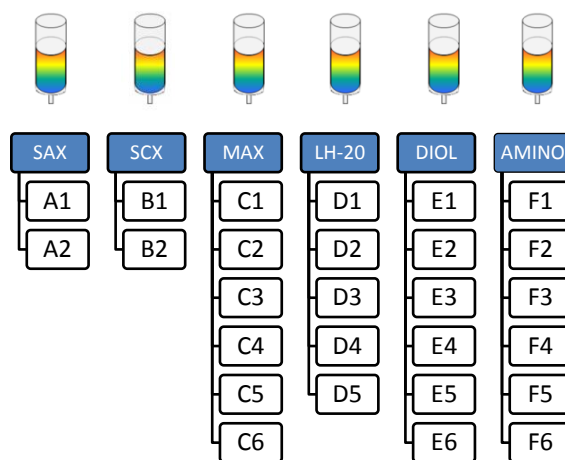 SAX SCX MAX LH-20 DIOL AMINO
A1 B1 C1 D1 E1 F1
A2 B2 C2 D2 E2 F2
C3 D3 E3 F3
C4 D4 E4 F4
C5 D5 E5 F5
C6 E6 F6